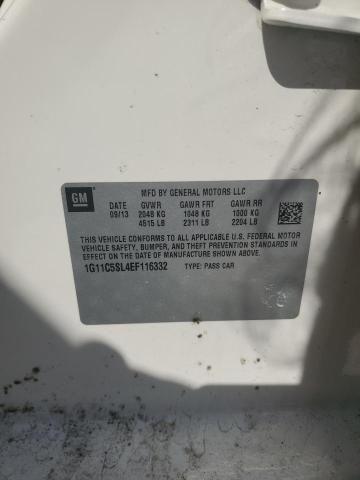 GM
MFD BY GENERAL MOTORS LLC
DATE GVWR GAWR FRT GAWR RR
09/13 2048 KG 1048 KG 1000 KG
4515 LB 2311 LB 2204 LB
THIS VEHICLE CONFORMS TO ALL APPLICABLE U.S. FEDERAL MOTOR
VEHICLE SAFETY, BUMPER, AND THEFT PREVENTION STANDARDS
IN EFFECT ON THE DATE OF MANUFACTURE SHOWN ABOVE.
1G11C5SL4EF116332 TYPE: PASS CAR